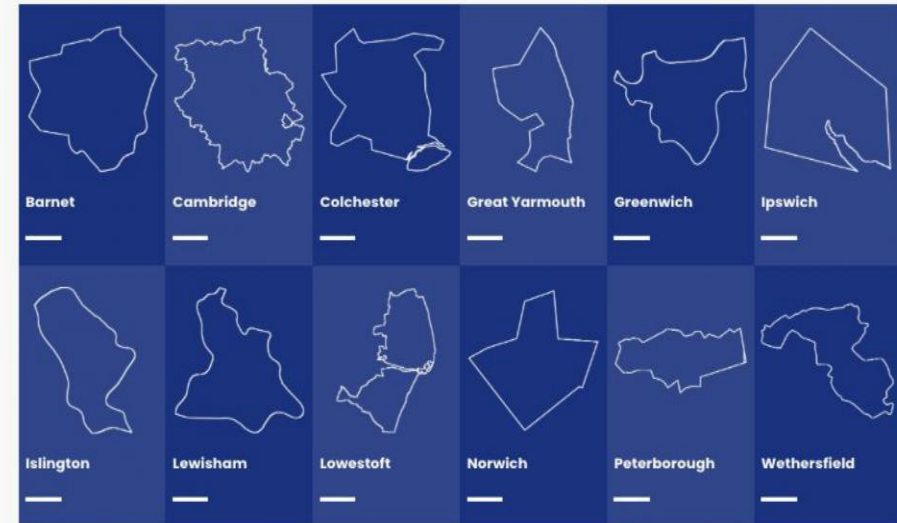 Barnet
Cambridge
Colchester
Great Yarmouth
Greenwich
Ipswich
Islington
Lewisham
Lowestoft
Norwich
Peterborough
Wethersfield